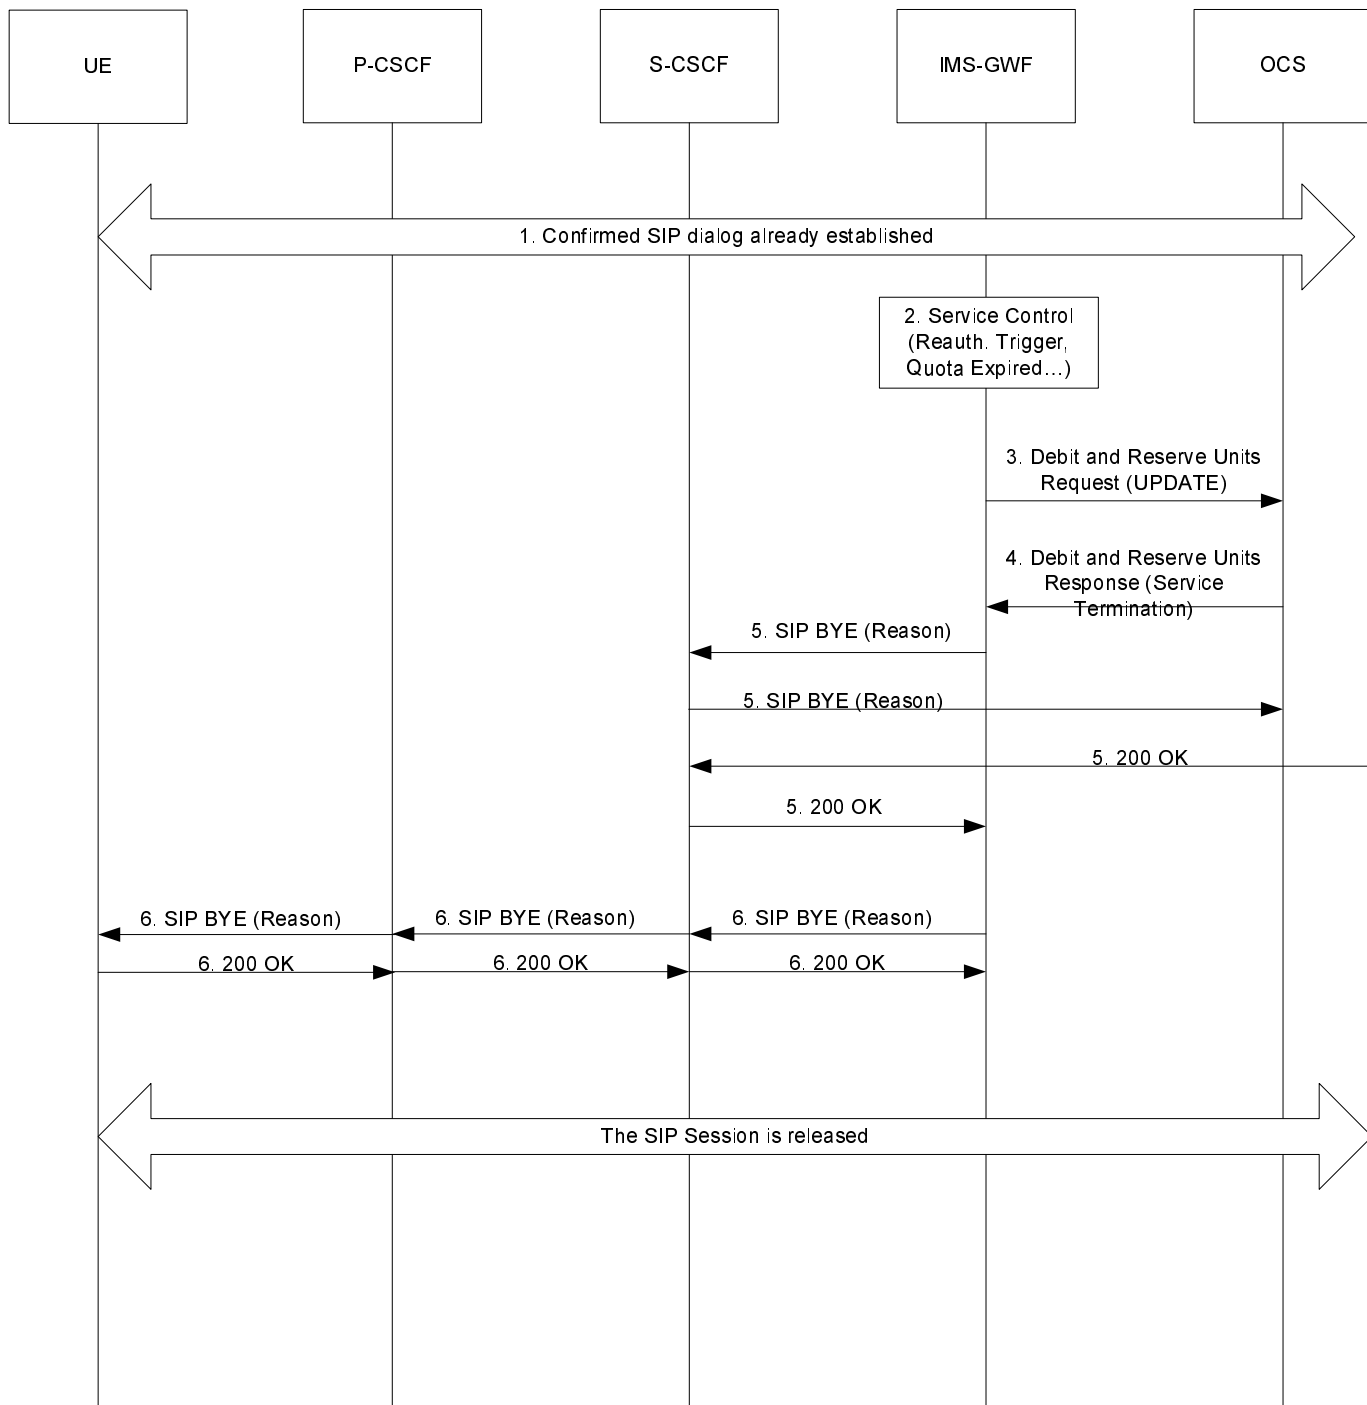 UE
P-CSCF
S-CSCF
IMS-GWF
OCS
1. Confirmed SIP dialog already established
2. Service Control
(Reauth. Trigger,
Quota Expired...)
3. Debit and Reserve Units
Request (UPDATE)
4. Debit and Reserve Units
Response (Service
Termination)
5. SIP BYE (Reason)
5. SIP BYE (Reason)
5. 200 OK
5. 200 OK
6. SIP BYE (Reason)
6. SIP BYE (Reason)
6. SIP BYE (Reason)
6. 200 OK
6. 200 OK
6. 200 OK
The SIP Session is released